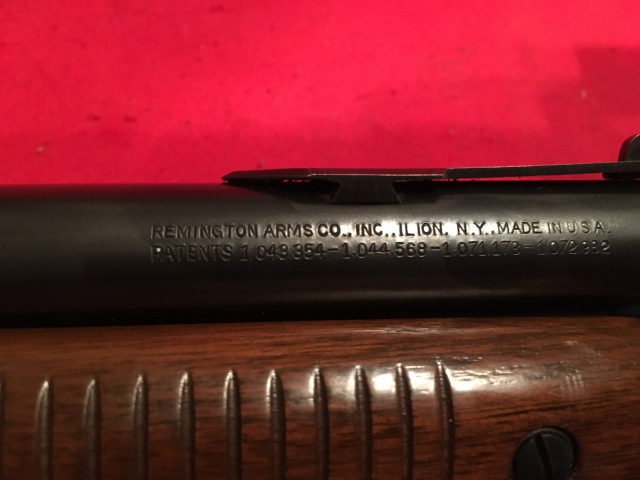 REMINGTON ARMS CO., INC., ILION, N.Y., MADE IN U.S.A.
PATENTS 1,043,354-1,044,568-1,071,173-1,072,982